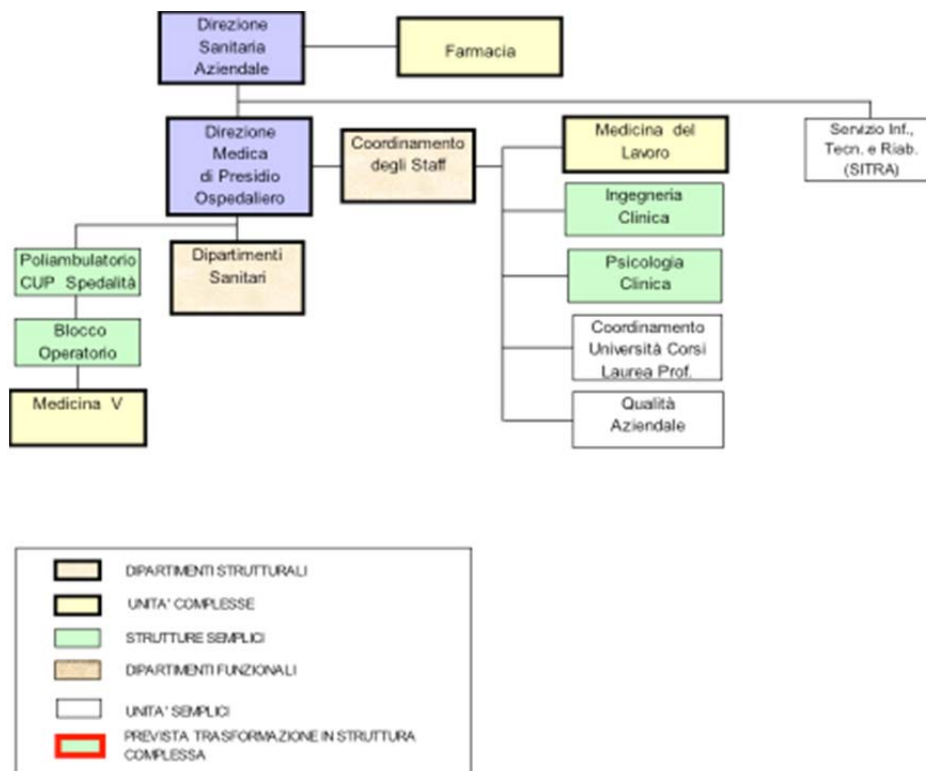 Direzione
Sanitaria
Aziendale
Farmacia
Direzione
Medica
di Presidio
Ospedaliero
Coordinamento
degli Staff
Medicina del
Lavoro
Servizio Inf.,
Tecn. e Riab.
(SITRA)
Ingegneria
Clinica
Poliambulatorio
CUP Spedalità
Dipartimenti
Sanitari
Psicologia
Clinica
Blocco
Operatorio
Coordinamento
Università Corsi
Laurea Prof.
Medicina V
Qualità
Aziendale
DIPARTIMENTI STRUTTURALI
UNITA' COMPLESSE
STRUTTURE SEMPLICI
DIPARTIMENTI FUNZIONALI
UNITA' SEMPLICI
PREVISTA TRASFORMAZIONE IN STRUTTURA
COMPLESSA